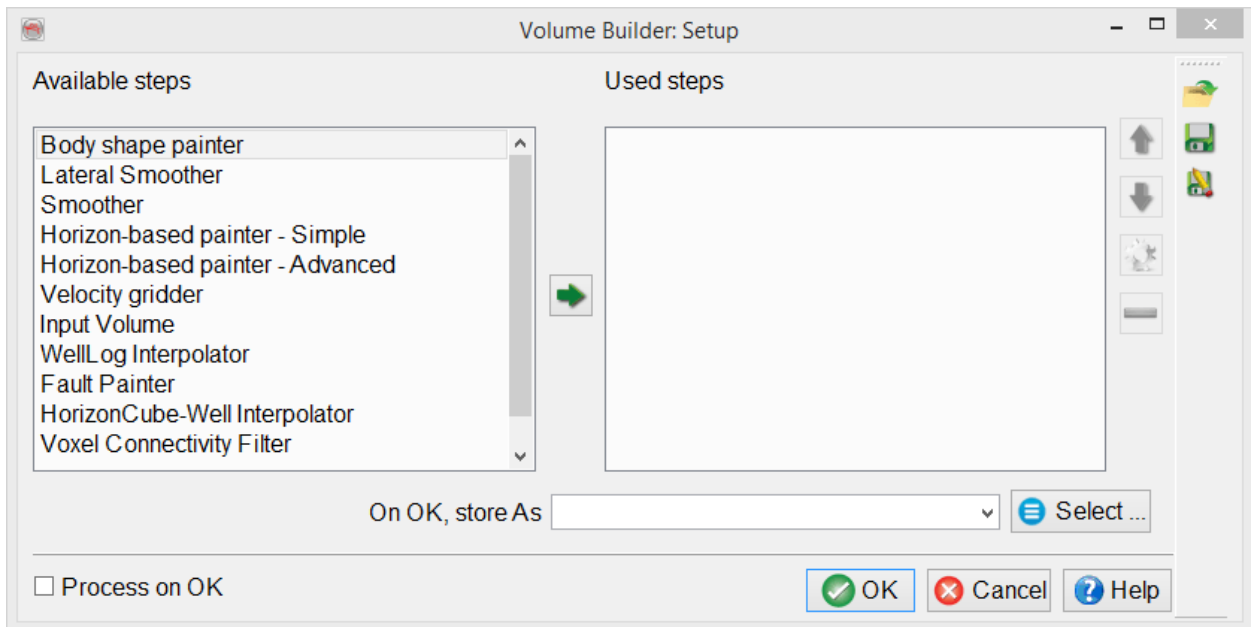 Volume Builder: Setup
Available steps
Used steps
Body shape painter
Lateral Smoother
Smoother
Horizon-based painter - Simple
Horizon-based painter - Advanced
Velocity gridder
Input Volume
WellLog Interpolator
Fault Painter
HorizonCube-Well Interpolator
Voxel Connectivity Filter
On OK, store As
Select ...
Process on OK
OK
Cancel
Help